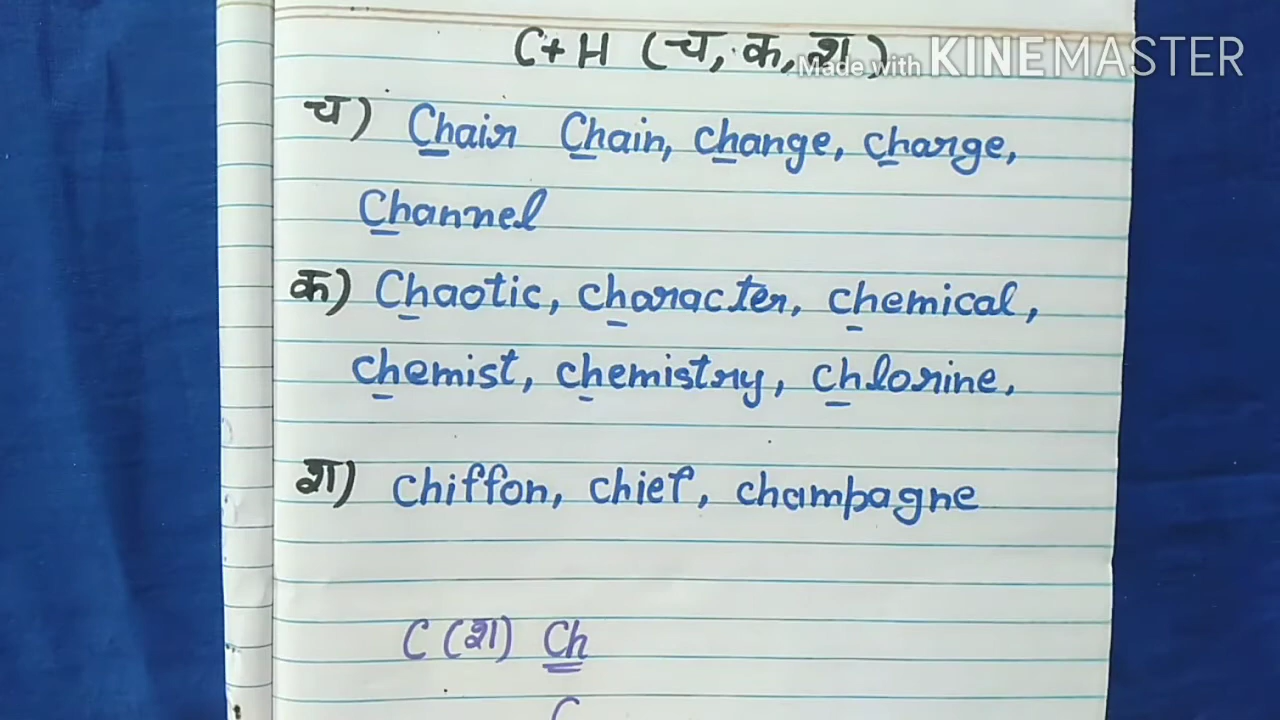 C+H (च, क, श)
Made with KINEMASTER
च) Chair Chain, change, charge,
Channel
क) Chaotic, character, chemical,
chemist, chemistry, chlorine,
श) chiffon, chief, champagne
C (श) Ch
C